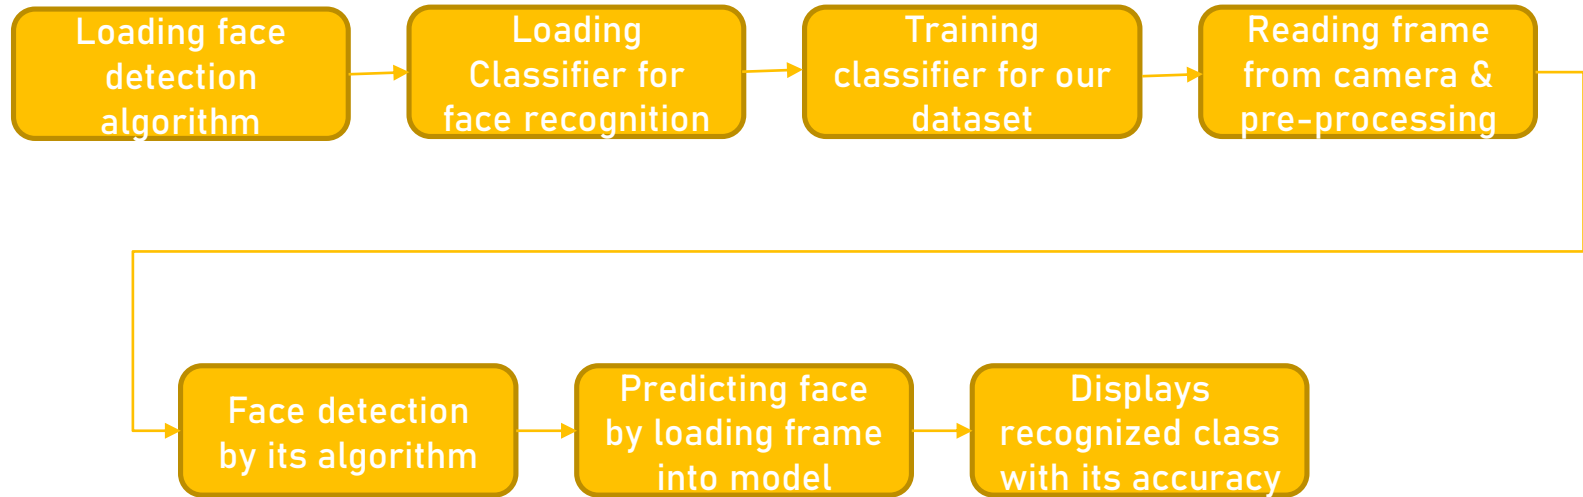 Loading face
detection
algorithm
Loading
Classifier for
face recognition
Training
classifier for our
dataset
Reading frame
from camera &
pre-processing
Face detection
by its algorithm
Predicting face
by loading frame
into model
Displays
recognized class
with its accuracy